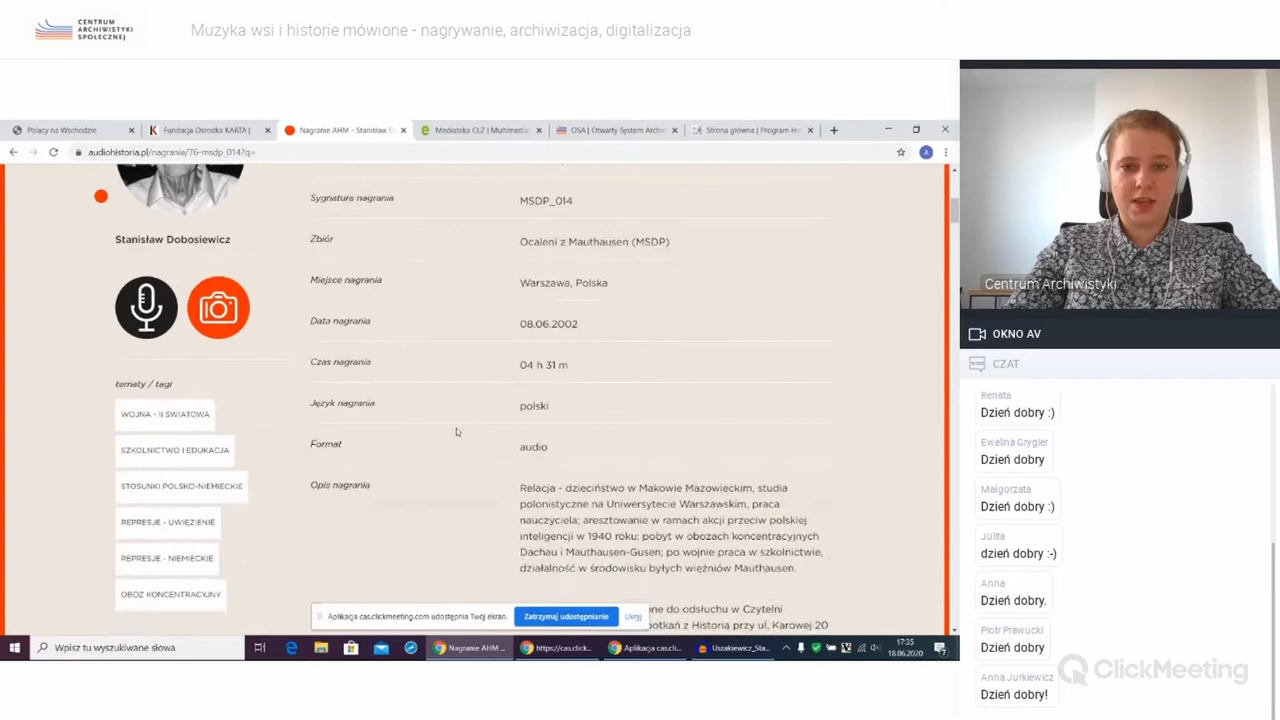 CENTRUM
ARCHIWISTYKI
SPOŁECZNEJ
Muzyka wsi i historie mówione - nagrywanie, archiwizacja, digitalizacja
Polacy na Wschodzie
Fundacja Ośrodka KARTA |
Nagranie AHM - Stanisław D
Mediateka CLZ | Multimedia
OSA | Otwarty System Archiw
Strona główna | Program His
audiohistoria.pl/nagranie/76-msdp_014?q=
A
Sygnatura nagrania
MSDP_014
Stanisław Dobosiewicz
Zbiór
Ocaleni z Mauthausen (MSDP)
Miejsce nagrania
Warszawa, Polska
Data nagrania
08.06.2002
Czas nagrania
04 h 31 m
tematy / tagi
Język nagrania
polski
WOJNA - II ŚWIATOWA
Format
audio
SZKOLNICTWO I EDUKACJA
STOSUNKI POLSKO-NIEMIECKIE
REPRESJE - UWIĘZIENIE
REPRESJE - NIEMIECKIE
OBÓZ KONCENTRACYJNY
Opis nagrania
Relacja - dzieciństwo w Makowie Mazowieckim, studia
polonistyczne na Uniwersytecie Warszawskim, praca
nauczyciela; aresztowanie w ramach akcji przeciw polskiej
inteligencji w 1940 roku; pobyt w obozach koncentracyjnych
Dachau i Mauthausen-Gusen; po wojnie praca w szkolnictwie,
działalność w środowisku byłych więźniów Mauthausen.
ne do odsłuchu w Czytelni
potkań z Historią przy ul. Karowej 20
Aplikacja cas.clickmeeting.com udostępnia Twój ekran.
Zatrzymaj udostępnianie
Ukryj
Wpisz tu wyszukiwane słowa
Nagranie AHM ...
https://cas.click...
Aplikacja cas.cli...
Uszakiewicz_Sta...
17:35
18.06.2020
Centrum Archiwistyki ...
OKNO AV
CZAT
Renata
Dzień dobry :)
Ewelina Grygier
Dzień dobry
Małgorzata
Dzień dobry :)
Julita
dzień dobry :-)
Anna
Dzień dobry.
Piotr Prawucki
Dzień dobry
Anna Jurkiewicz
Dzień dobry!
ClickMeeting